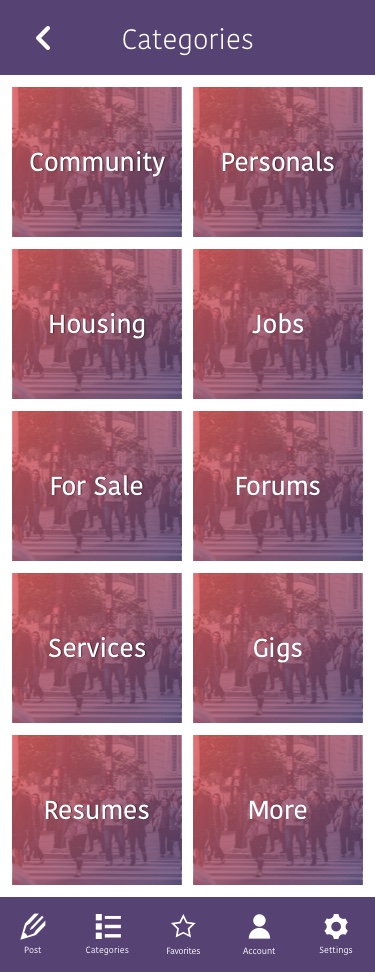 Categories
Community
Personals
Housing
Jobs
For Sale
Forums
Services
Gigs
Resumes
More
Post
Categories
Favorites
Account
Settings